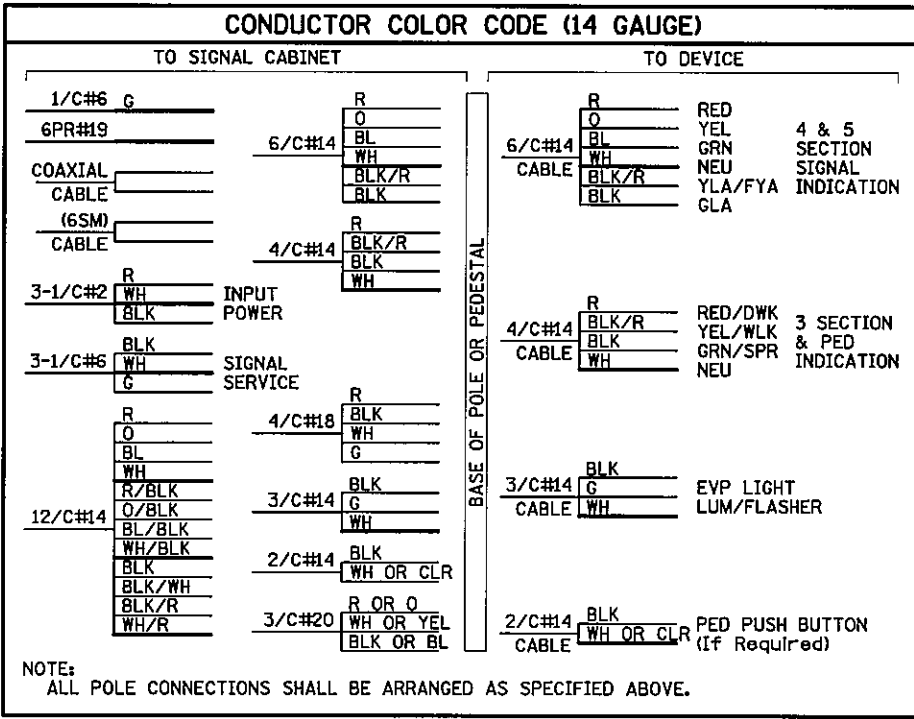 CONDUCTOR COLOR CODE (14 GAUGE)
TO SIGNAL CABINET
1/C#6 G
6PR#19
COAXIAL
CABLE
(6SM)
CABLE
3-1/C#2
R
WH
BLK
INPUT
POWER
3-1/C#6
BLK
WH
G
SIGNAL
SERVICE
12/C#14
R
O
BL
WH
R/BLK
O/BLK
BL/BLK
WH/BLK
BLK
BLK/WH
BLK/R
WH/R
6/C#14
R
O
BL
WH
BLK/R
BLK
4/C#14
R
BLK/R
BLK
WH
4/C#18
R
BLK
WH
G
3/C#14
BLK
G
WH
2/C#14
BLK
WH OR CLR
3/C#20
R OR O
WH OR YEL
BLK OR BL
BASE OF POLE OR PEDESTAL
TO DEVICE
6/C#14
CABLE
R
O
BL
WH
BLK/R
BLK
RED
YEL
GRN
NEU
YLA/FYA
GLA
4 & 5
SECTION
SIGNAL
INDICATION
4/C#14
CABLE
R
BLK/R
BLK
WH
RED/DWK
YEL/WLK
GRN/SPR
NEU
3 SECTION
& PED
INDICATION
3/C#14
CABLE
BLK
G
WH
EVP LIGHT
LUM/FLASHER
2/C#14
CABLE
BLK
WH OR CLR
PED PUSH BUTTON
(If Required)
NOTE:
ALL POLE CONNECTIONS SHALL BE ARRANGED AS SPECIFIED ABOVE.